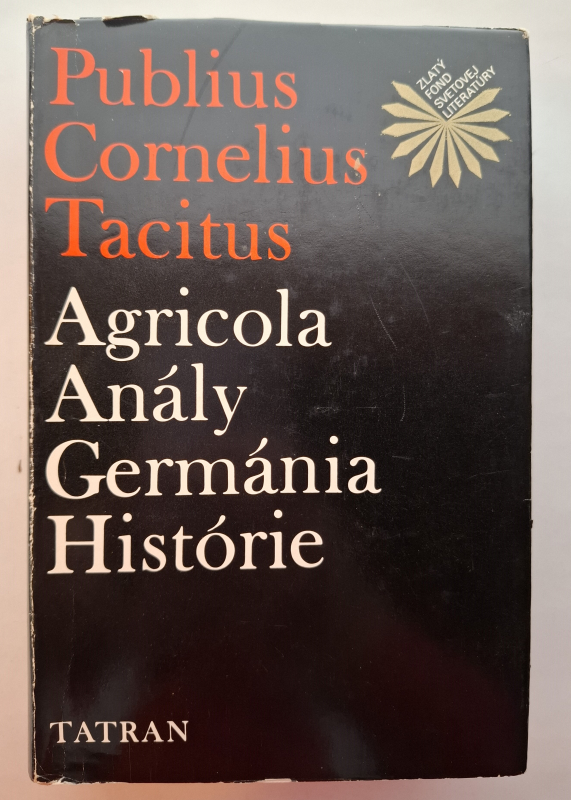 Publius
Cornelius
Tacitus
ZLATÝ
FOND
SVETOVEJ
LITERATÚRY
Agricola
Anály
Germánia
Histórie
TATRAN